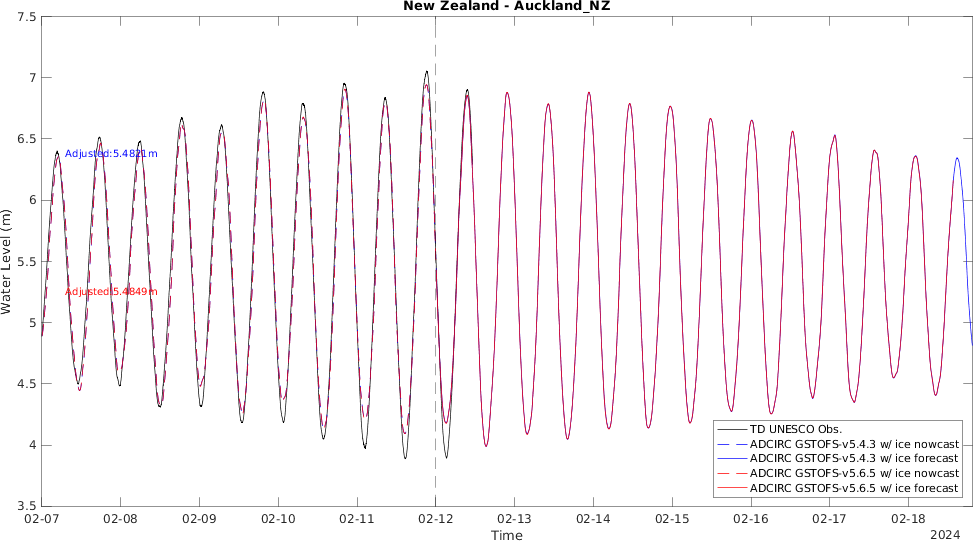 New Zealand - Auckland_NZ
7.5
7
6.5
6
5.5
5
4.5
4
3.5
Water Level (m)
Adjusted:5.4821m
Adjusted:5.4849m
TD UNESCO Obs.
ADCIRC GSTOFS-v5.4.3 w/ ice nowcast
ADCIRC GSTOFS-v5.4.3 w/ ice forecast
ADCIRC GSTOFS-v5.6.5 w/ ice nowcast
ADCIRC GSTOFS-v5.6.5 w/ ice forecast
02-07 02-08 02-09 02-10 02-11 02-12 02-13 02-14 02-15 02-16 02-17 02-18
Time
2024